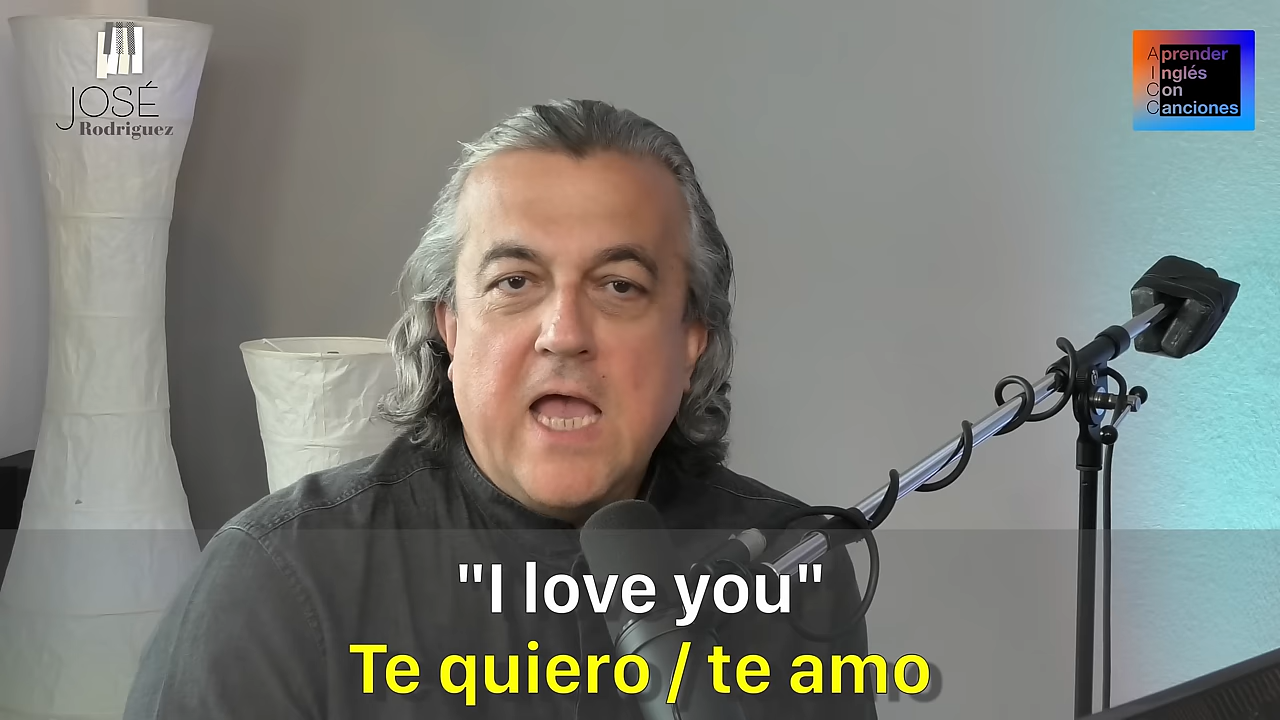 JOSÉ
Rodriguez
Aprender
Inglés
Con
Canciones
"I love you"
Te quiero / te amo